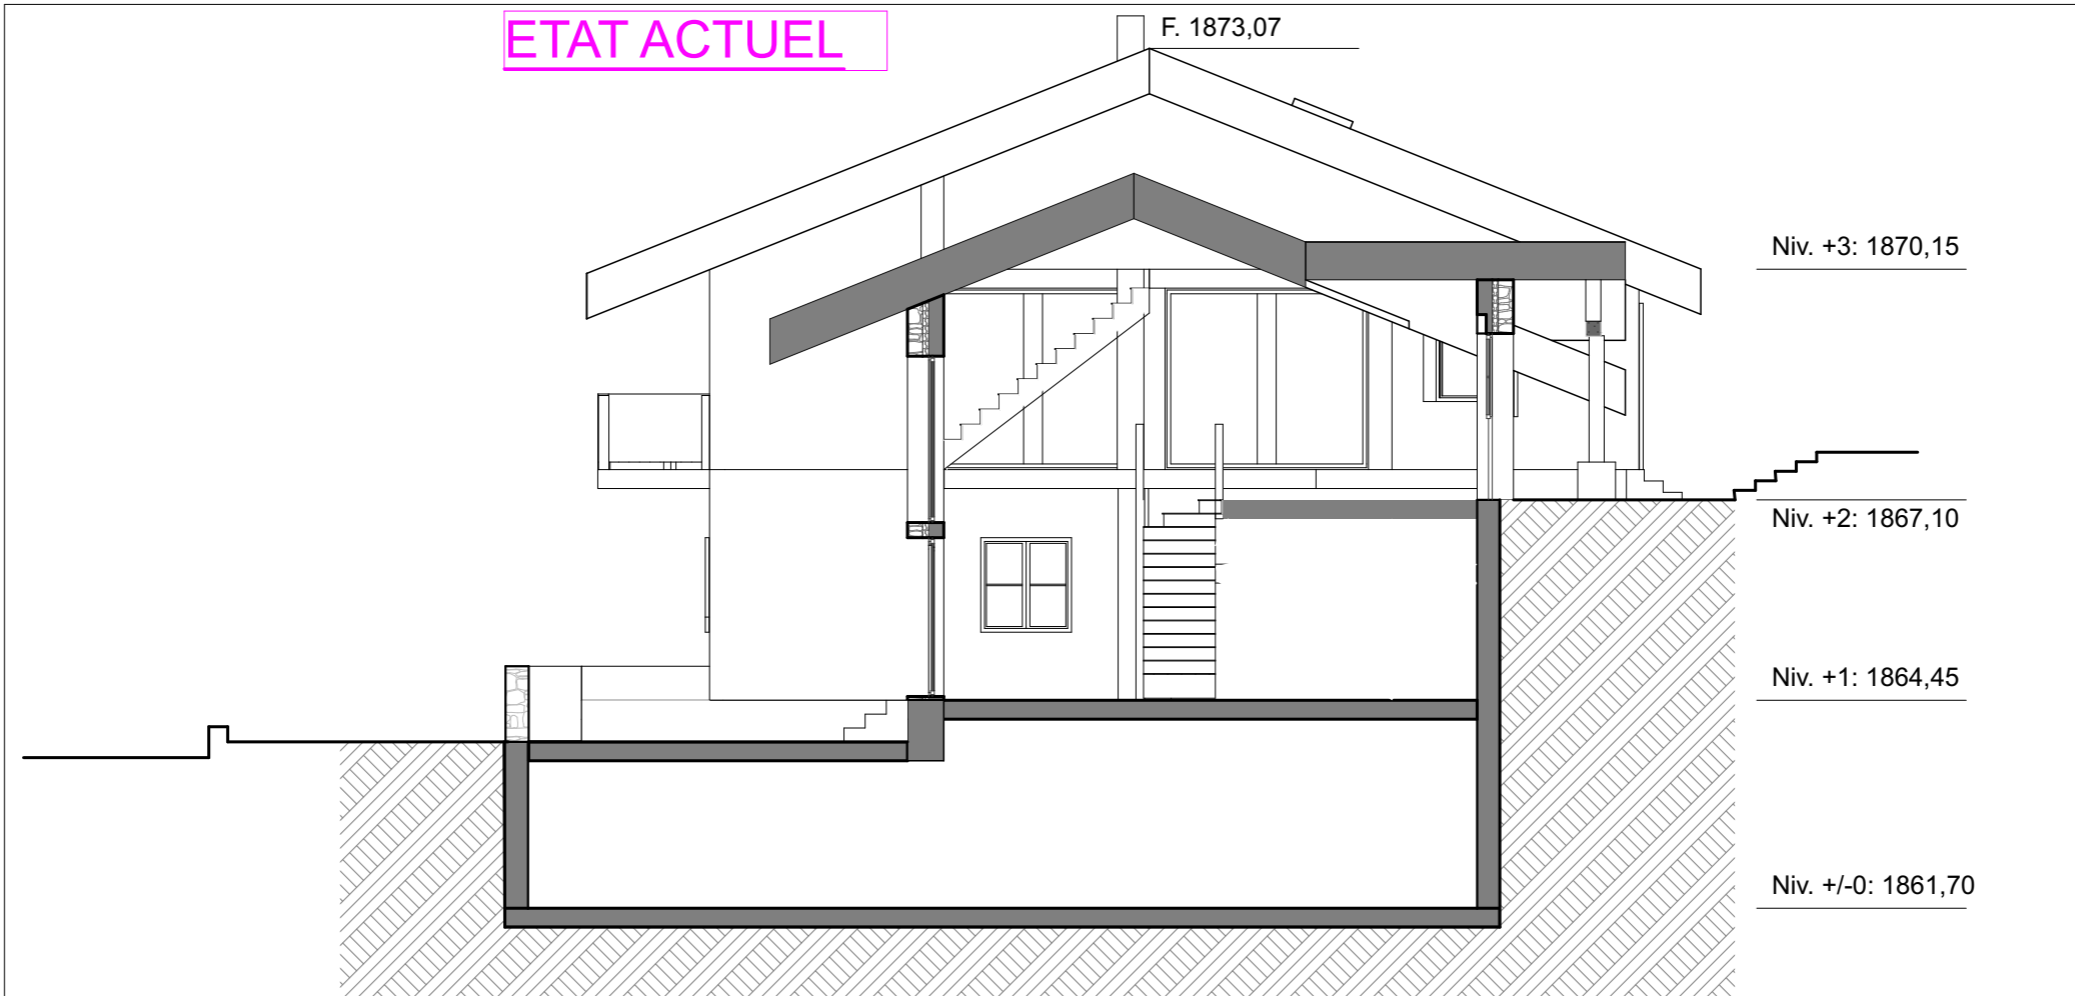 ETAT ACTUEL
F. 1873,07
Niv. +3: 1870,15
Niv. +2: 1867,10
Niv. +1: 1864,45
Niv. +/-0: 1861,70